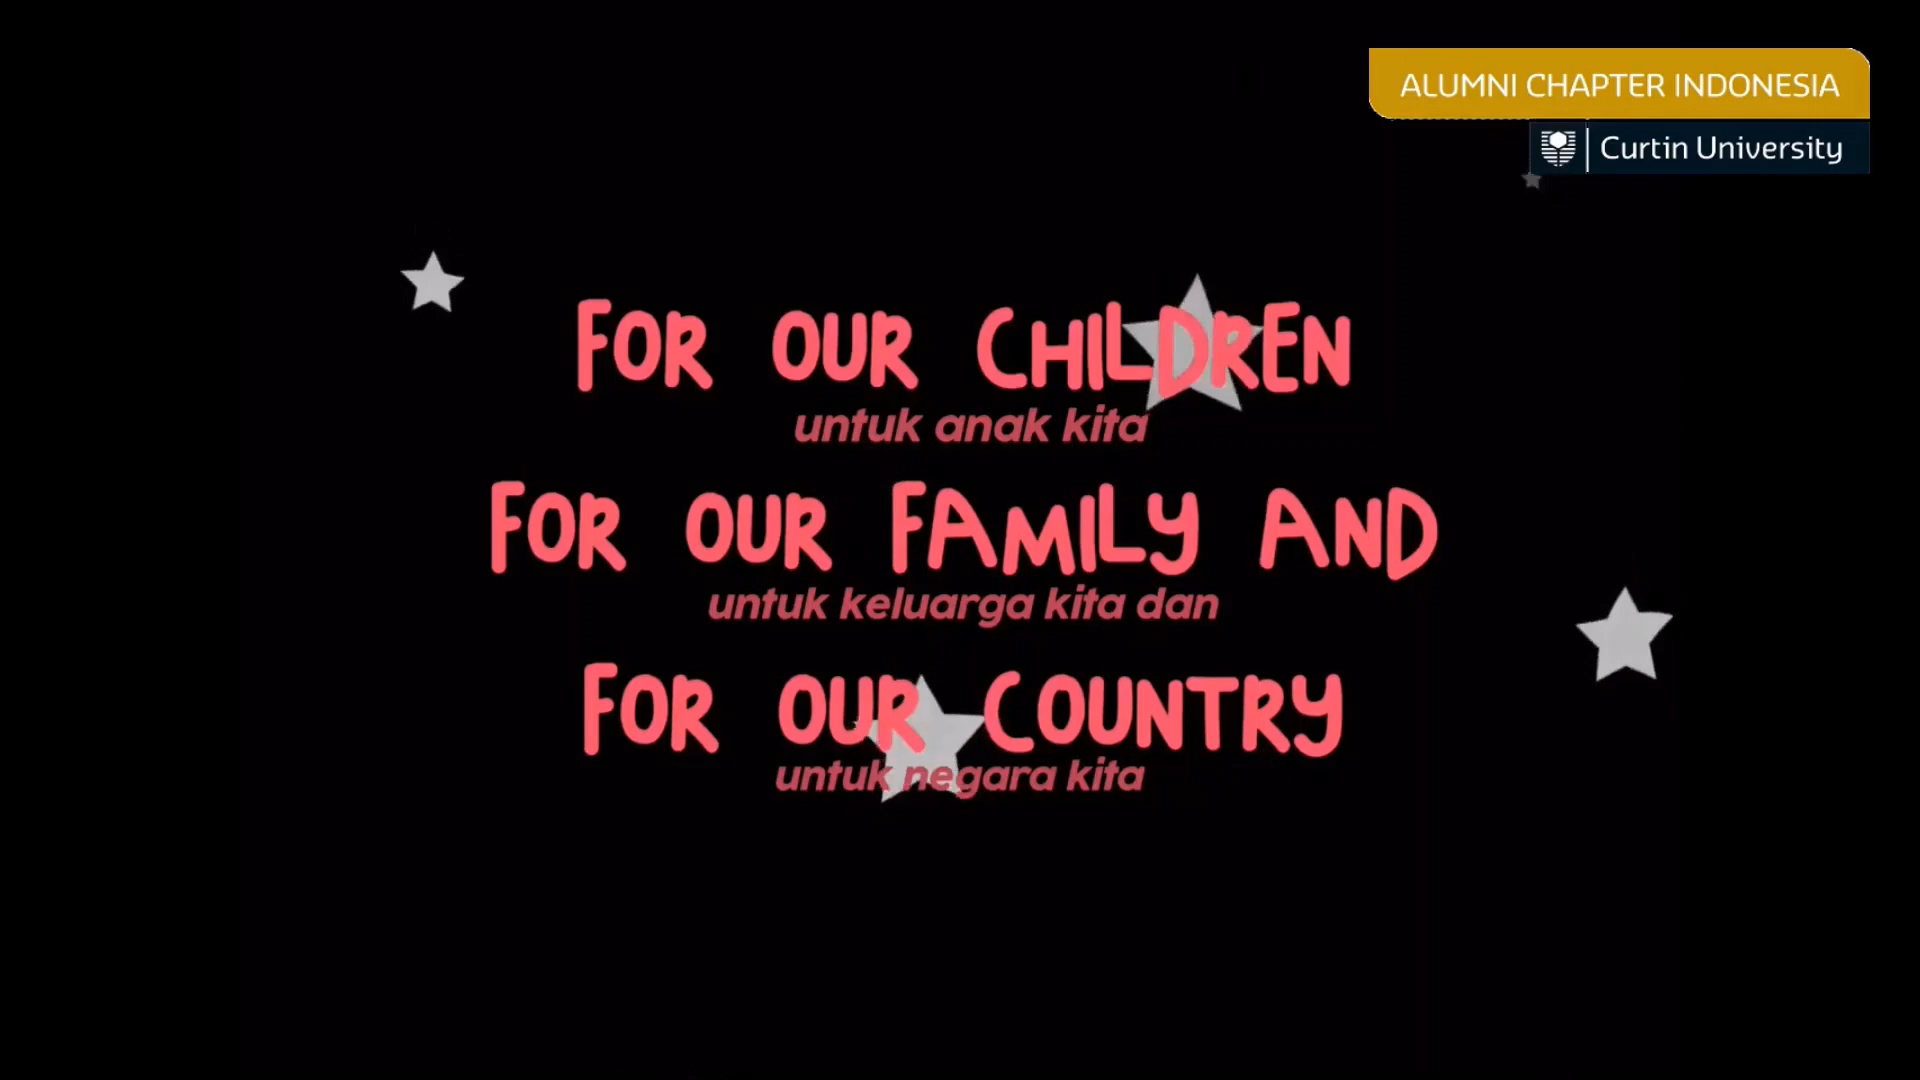 ALUMNI CHAPTER INDONESIA
Curtin University
FOR OUR CHILDREN
untuk anak kita
FOR OUR FAMILY AND
untuk keluarga kita dan
FOR OUR COUNTRY
untuk negara kita